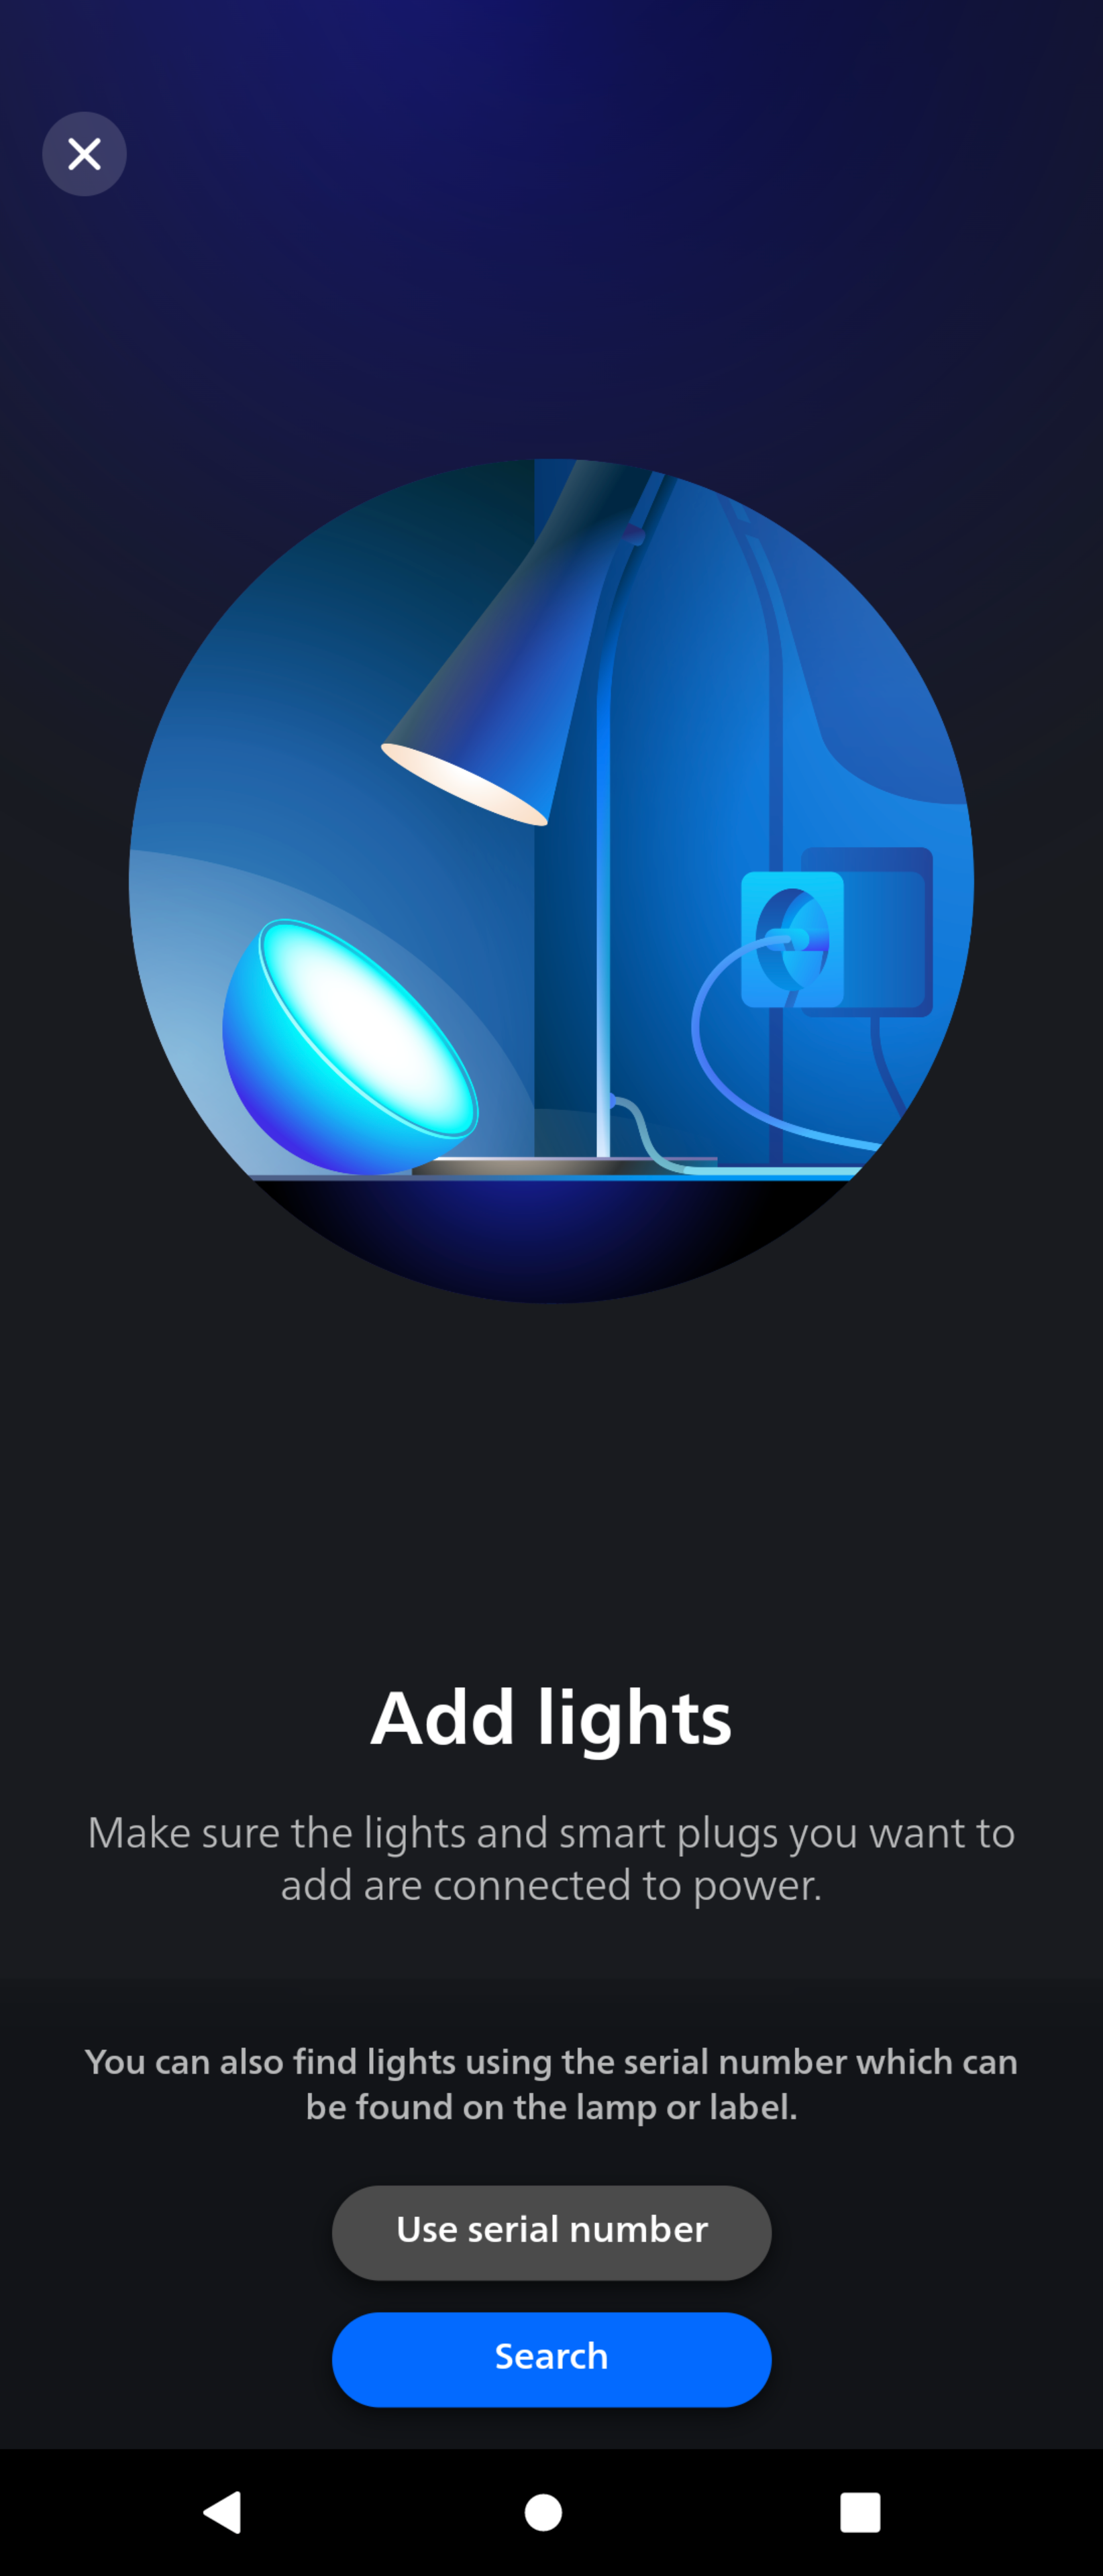 Add lights
Make sure the lights and smart plugs you want to
add are connected to power.
You can also find lights using the serial number which can
be found on the lamp or label.
Use serial number
Search